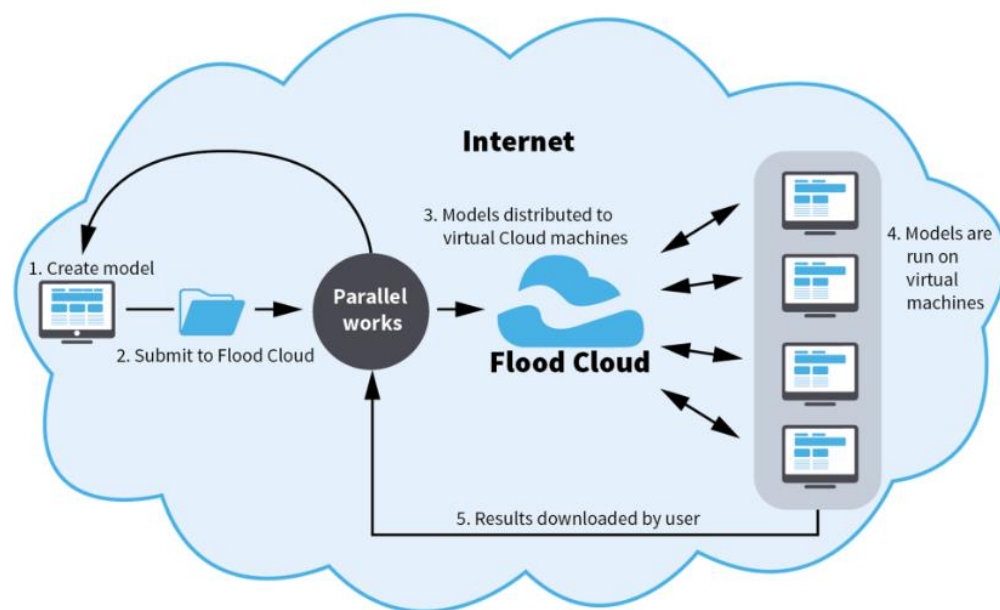 Internet
3. Models distributed to
virtual Cloud machines
4. Models are
run on
virtual
machines
1. Create model
Parallel
works
2. Submit to Flood Cloud
Flood Cloud
5. Results downloaded by user